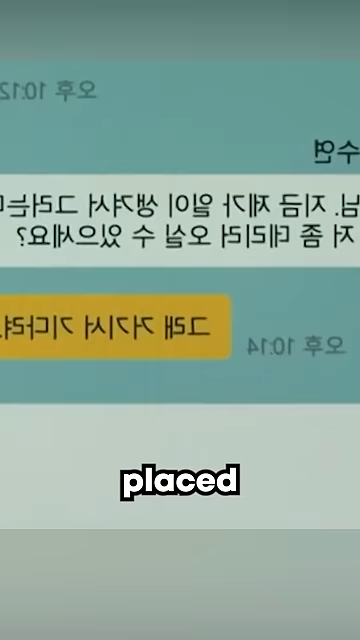 오후 10:12
수연
님. 지금 제가 일이 생겨서 그러는데
저 좀 데리러 오실 수 있으세요?
그래 거기서 기다려
오후 10:14
placed